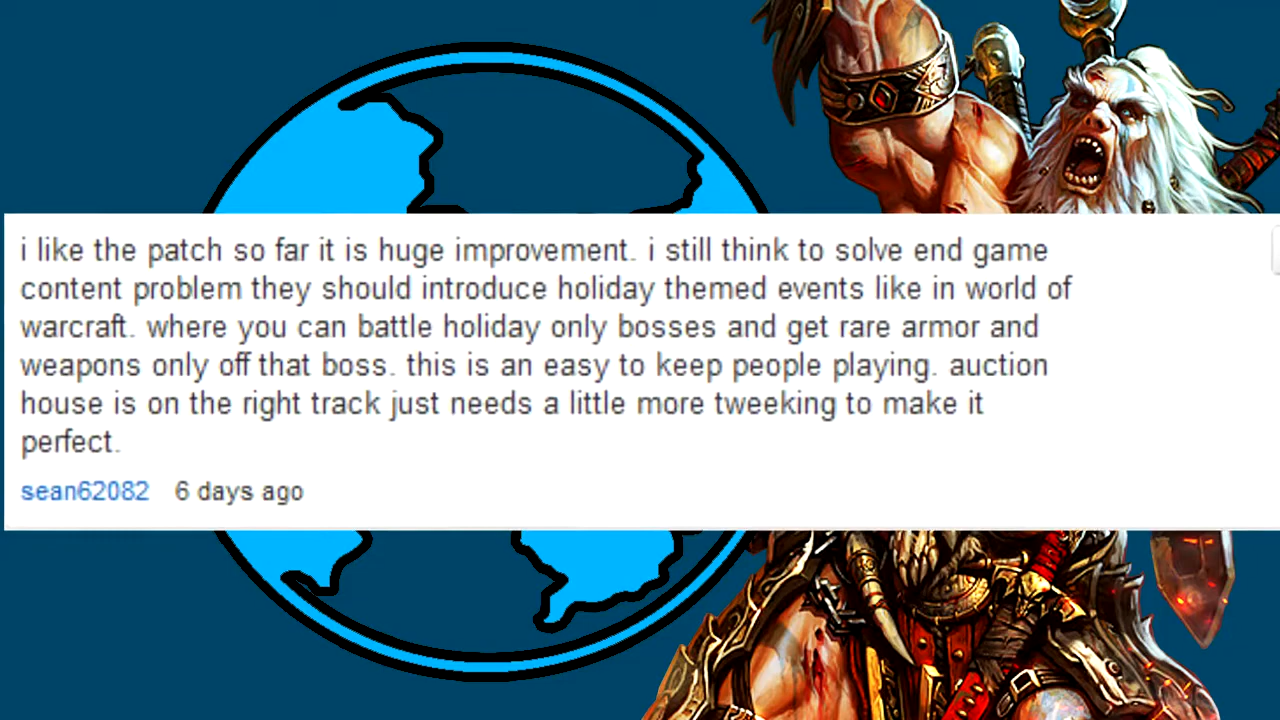 i like the patch so far it is huge improvement. i still think to solve end game
content problem they should introduce holiday themed events like in world of
warcraft. where you can battle holiday only bosses and get rare armor and
weapons only off that boss. this is an easy to keep people playing. auction
house is on the right track just needs a little more tweeking to make it
perfect.
sean62082 6 days ago